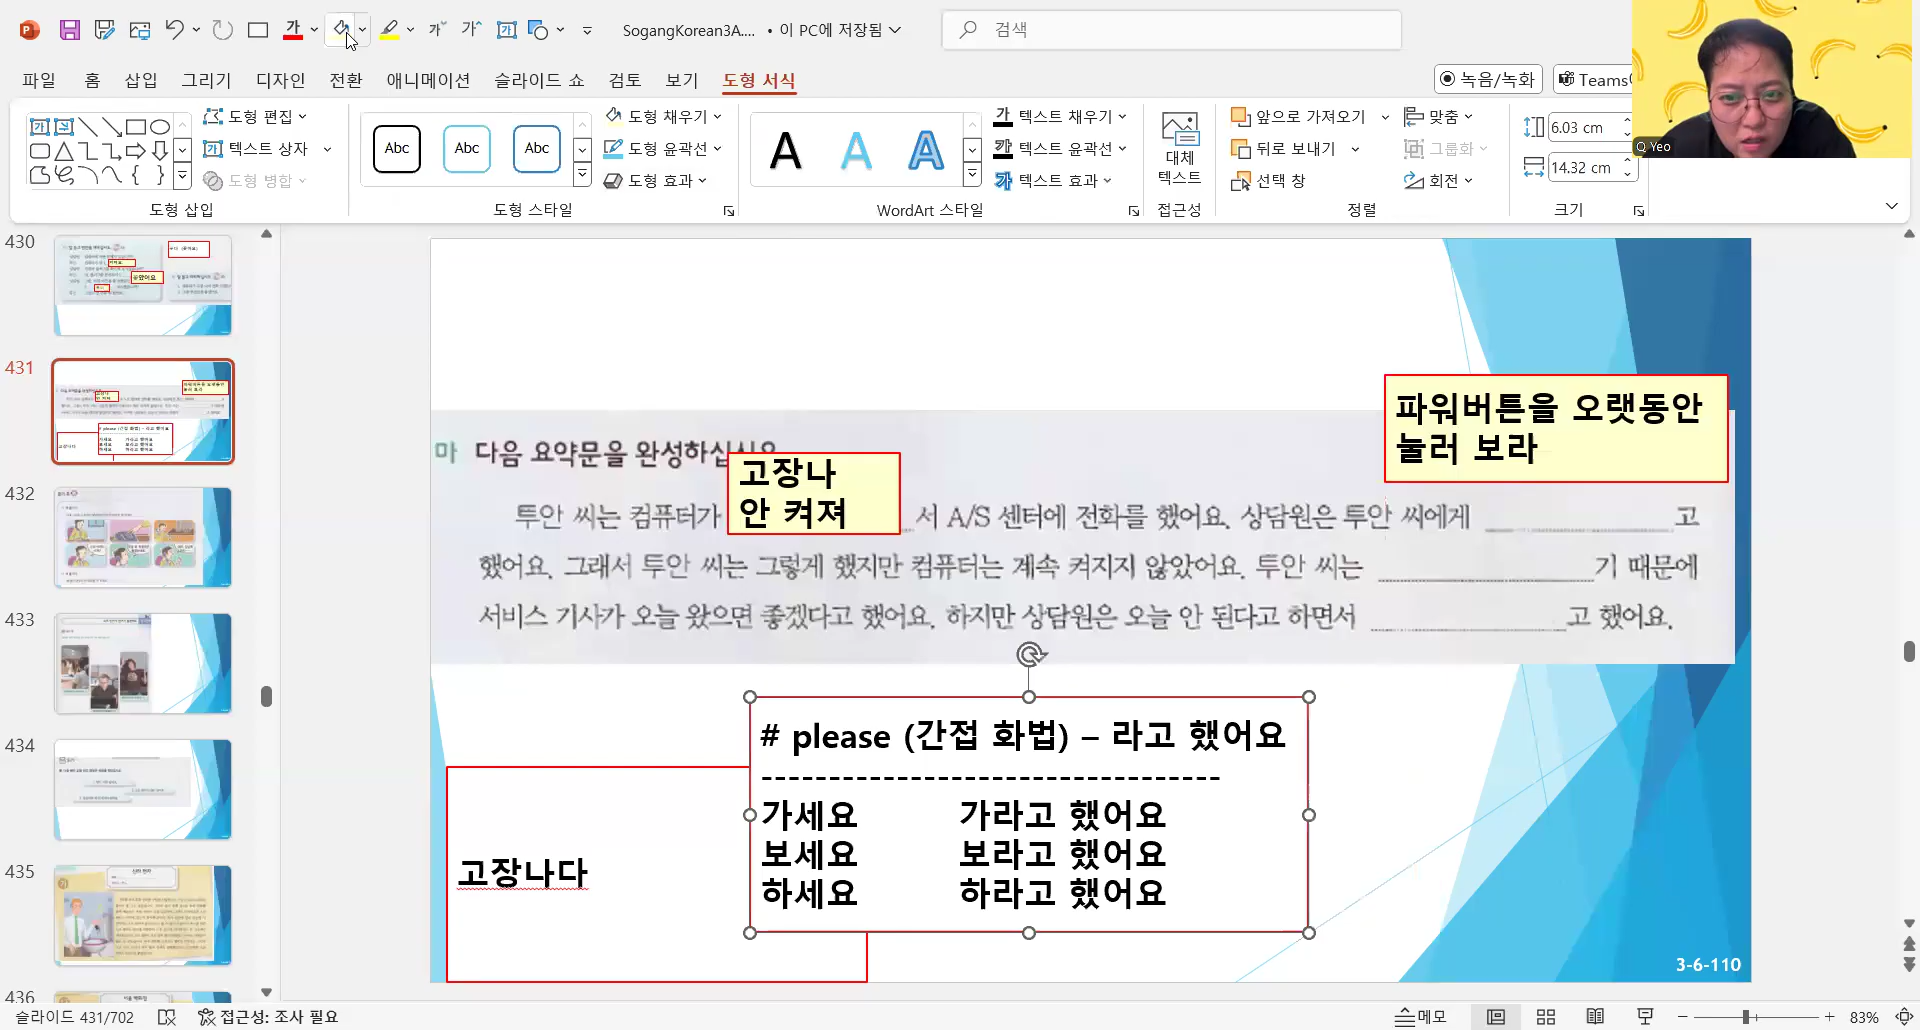 SogangKorean3A.... • 이 PC에 저장됨
검색
파일 홈 삽입 그리기 디자인 전환 애니메이션 슬라이드 쇼 검토 보기 도형 서식
녹음/녹화 Teams
도형 편집
텍스트 상자
도형 병합
도형 삽입
Abc Abc Abc
도형 채우기
도형 윤곽선
도형 효과
도형 스타일
A A A
텍스트 채우기
텍스트 윤곽선
텍스트 효과
WordArt 스타일
대체
텍스트
접근성
앞으로 가져오기
뒤로 보내기
선택 창
맞춤
그룹화
회전
정렬
6.03 cm
14.32 cm
크기
Yeo
430
431
432
433
434
435
436
파워버튼을 오랫동안
눌러 보라
마 다음 요약문을 완성하십시오
고장나
안 켜져
투안 씨는 컴퓨터가 서 A/S 센터에 전화를 했어요. 상담원은 투안 씨에게 고
했어요. 그래서 투안 씨는 그렇게 했지만 컴퓨터는 계속 켜지지 않았어요. 투안 씨는 기 때문에
서비스 기사가 오늘 왔으면 좋겠다고 했어요. 하지만 상담원은 오늘 안 된다고 하면서 고 했어요.
# please (간접 화법) – 라고 했어요
----------------------------------
가세요 가라고 했어요
보세요 보라고 했어요
하세요 하라고 했어요
고장나다
3-6-110
슬라이드 431/702
접근성: 조사 필요
메모
83%